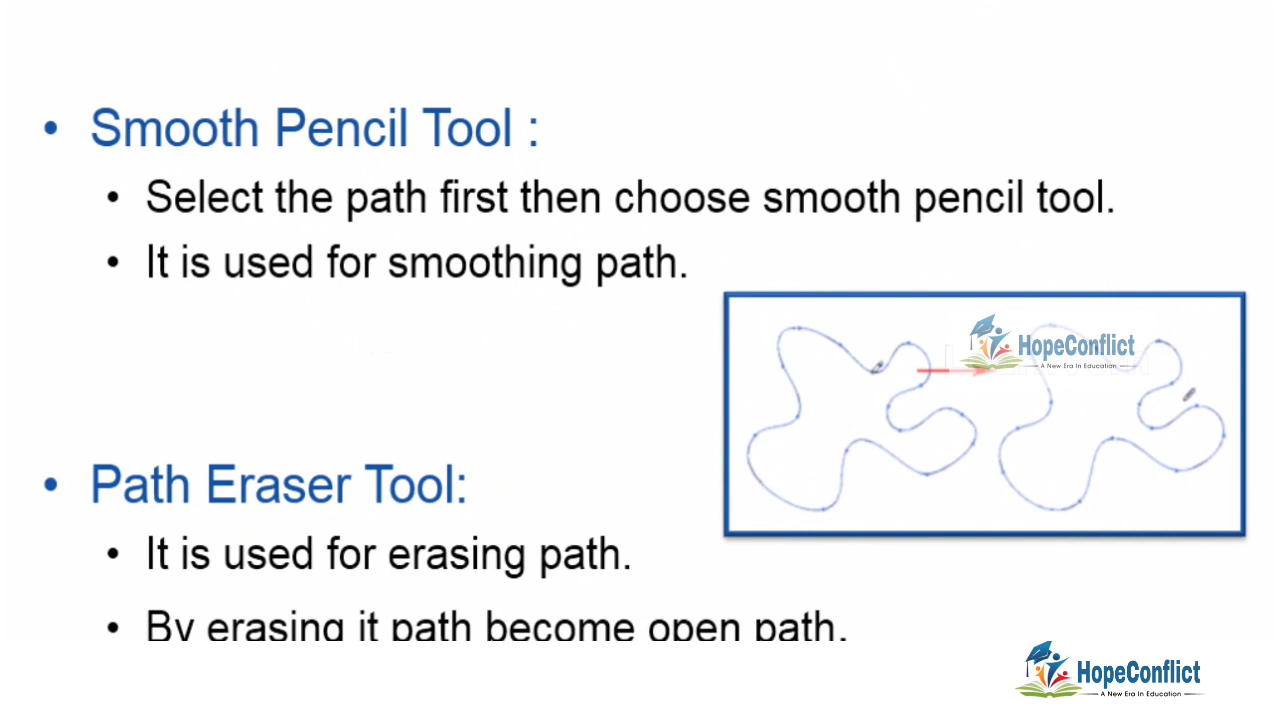 • Smooth Pencil Tool :
• Select the path first then choose smooth pencil tool.
• It is used for smoothing path.
HopeConflict
A New Era In Education
• Path Eraser Tool:
• It is used for erasing path.
• By erasing it path become open path.
HopeConflict
A New Era In Education